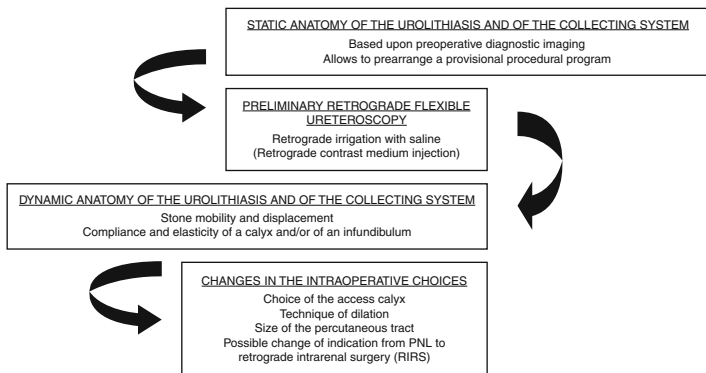 STATIC ANATOMY OF THE UROLITHIASIS AND OF THE COLLECTING SYSTEM
Based upon preoperative diagnostic imaging
Allows to prearrange a provisional procedural program
PRELIMINARY RETROGRADE FLEXIBLE
URETEROSCOPY
Retrograde irrigation with saline
(Retrograde contrast medium injection)
DYNAMIC ANATOMY OF THE UROLITHIASIS AND OF THE COLLECTING SYSTEM
Stone mobility and displacement
Compliance and elasticity of a calyx and/or of an infundibulum
CHANGES IN THE INTRAOPERATIVE CHOICES
Choice of the access calyx
Technique of dilation
Size of the percutaneous tract
Possible change of indication from PNL to
retrograde intrarenal surgery (RIRS)